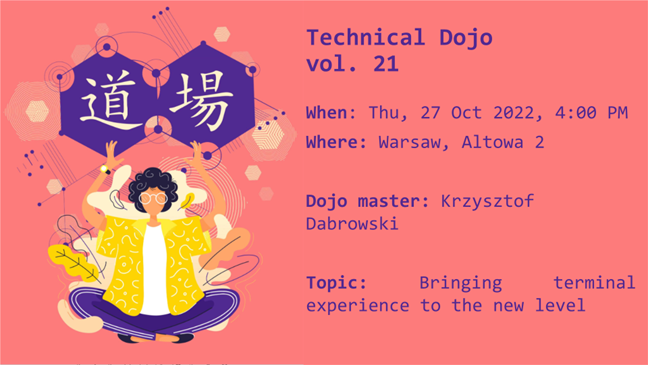 道場
Technical Dojo
vol. 21
When: Thu, 27 Oct 2022, 4:00 PM
Where: Warsaw, Altowa 2
Dojo master: Krzysztof
Dabrowski
Topic: Bringing terminal
experience to the new level